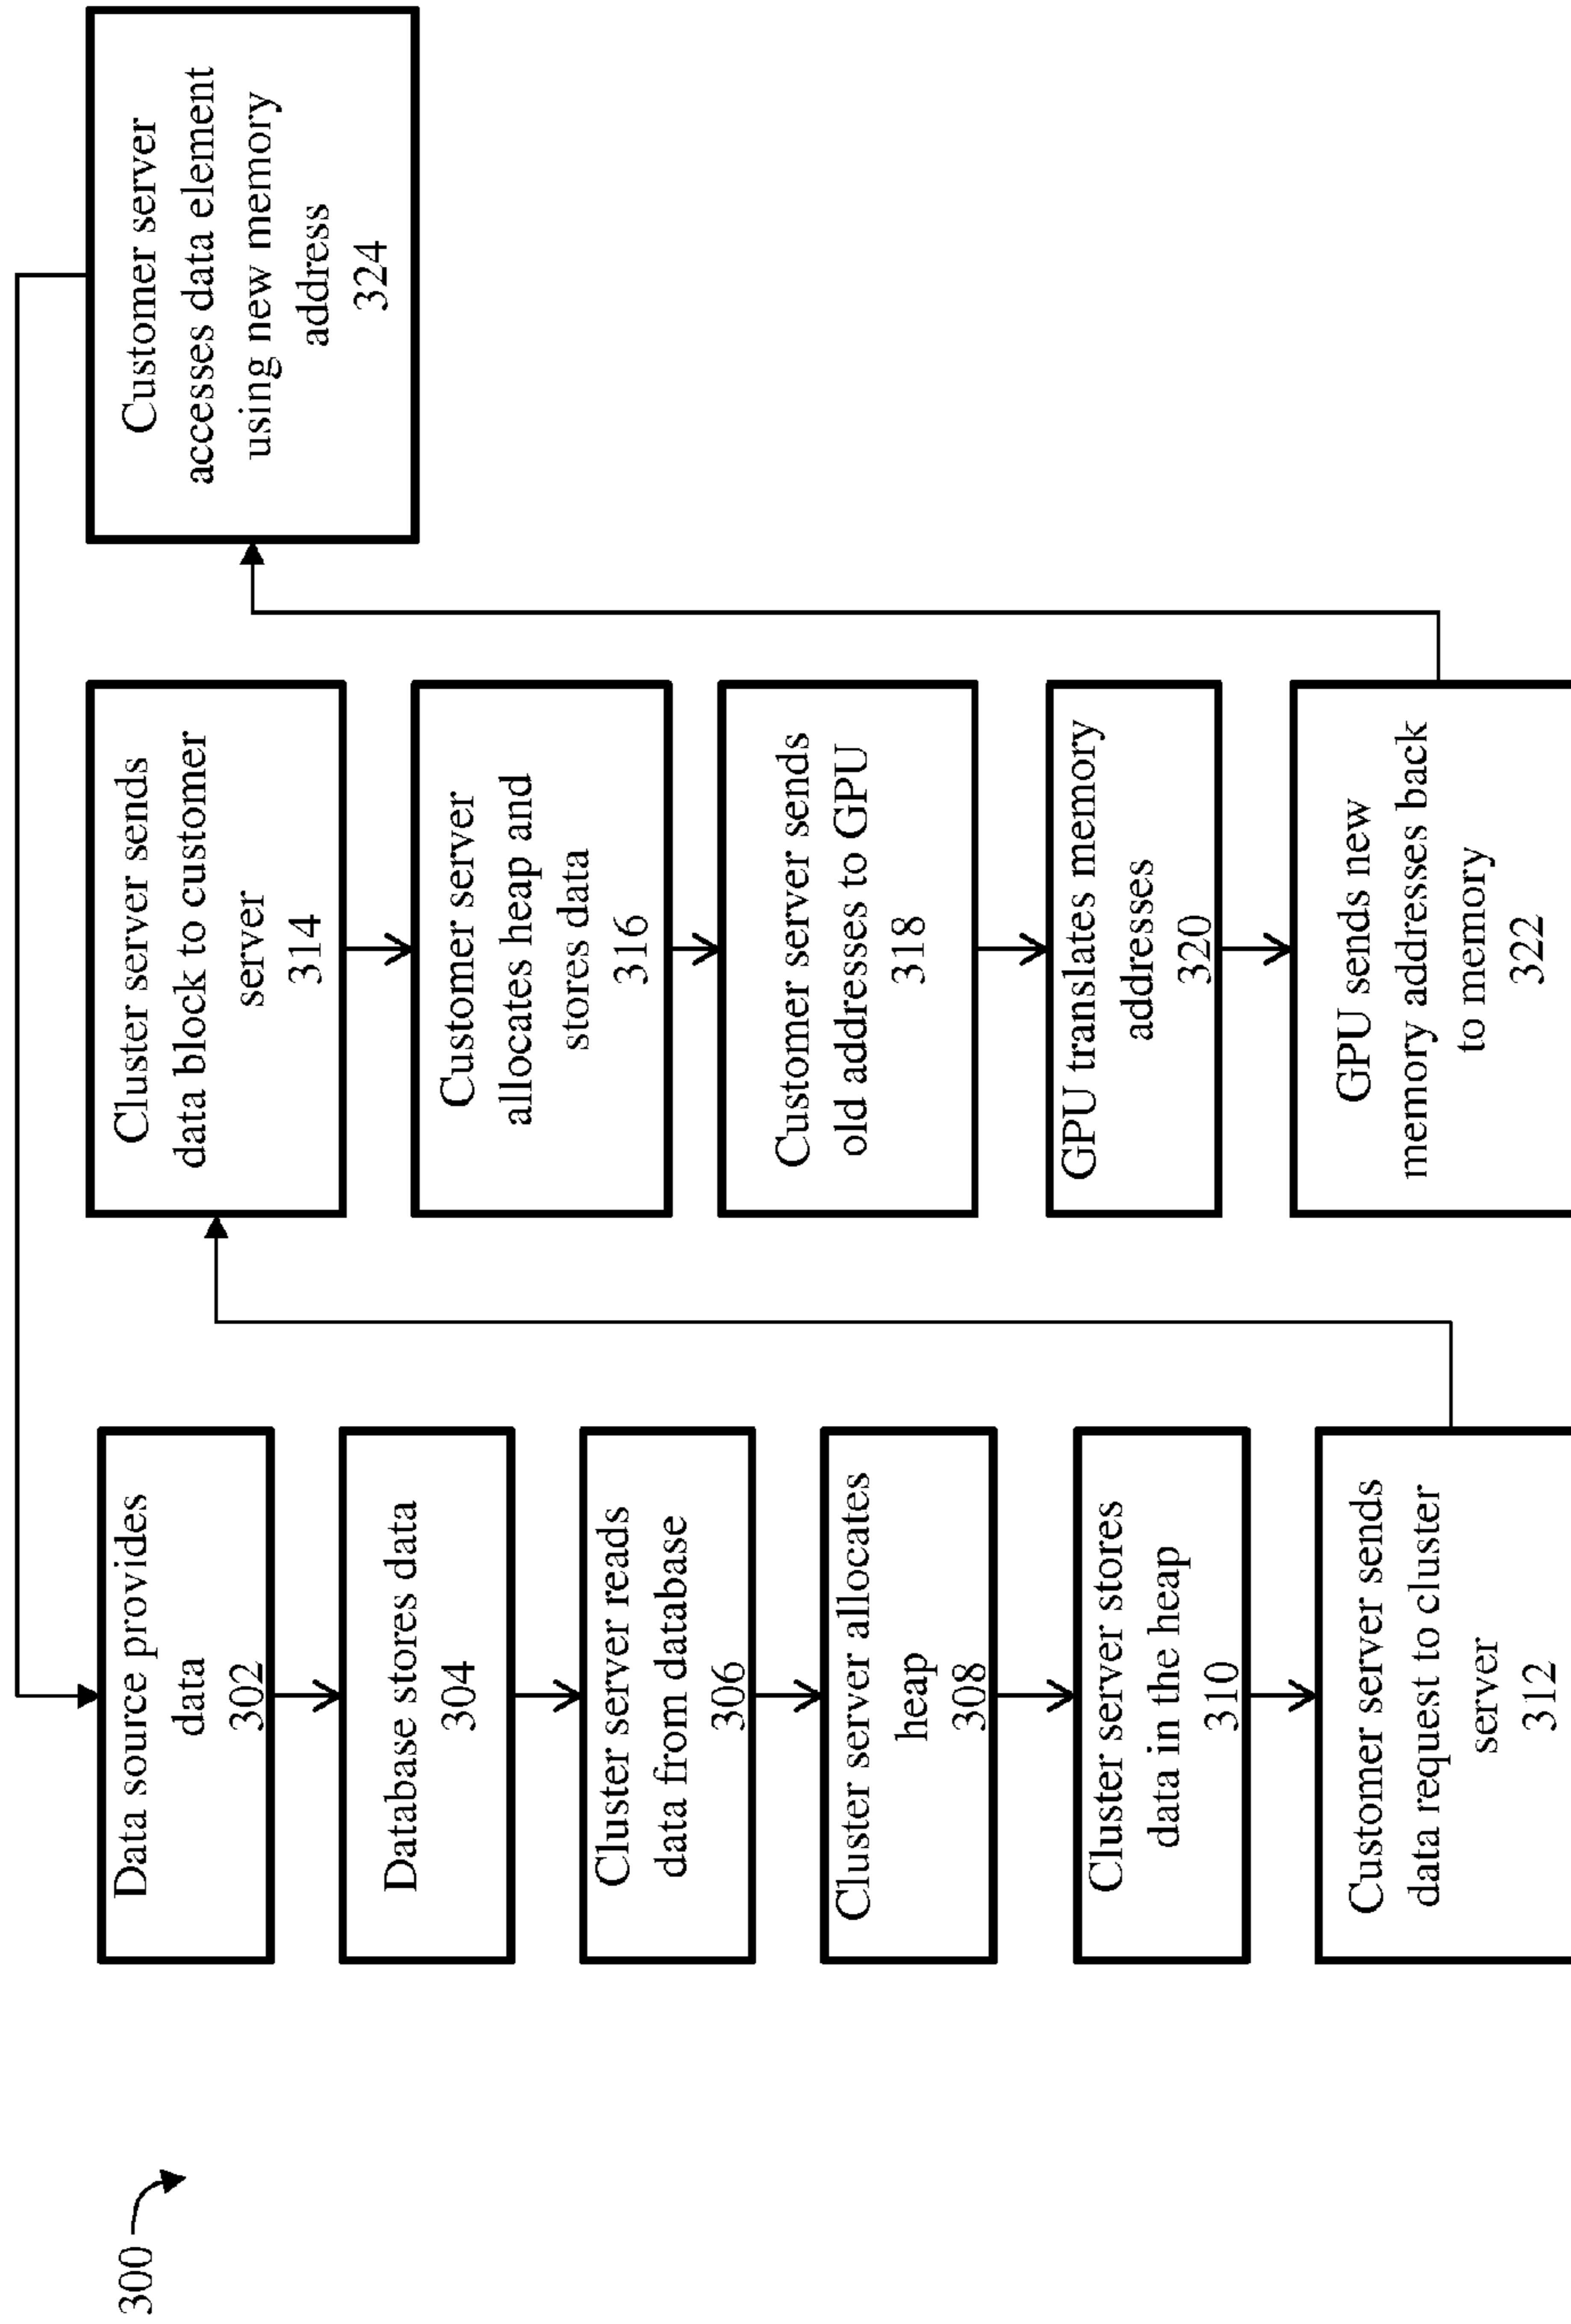 300
Data source provides
data
302
Database stores data
304
Cluster server reads
data from database
306
Cluster server allocates
heap
308
Cluster server stores
data in the heap
310
Customer server sends
data request to cluster
server
312
Cluster server sends
data block to customer
server
314
Customer server
allocates heap and
stores data
316
Customer server sends
old addresses to GPU
318
GPU translates memory
addresses
320
GPU sends new
memory addresses back
to memory
322
Customer server
accesses data element
using new memory
address
324